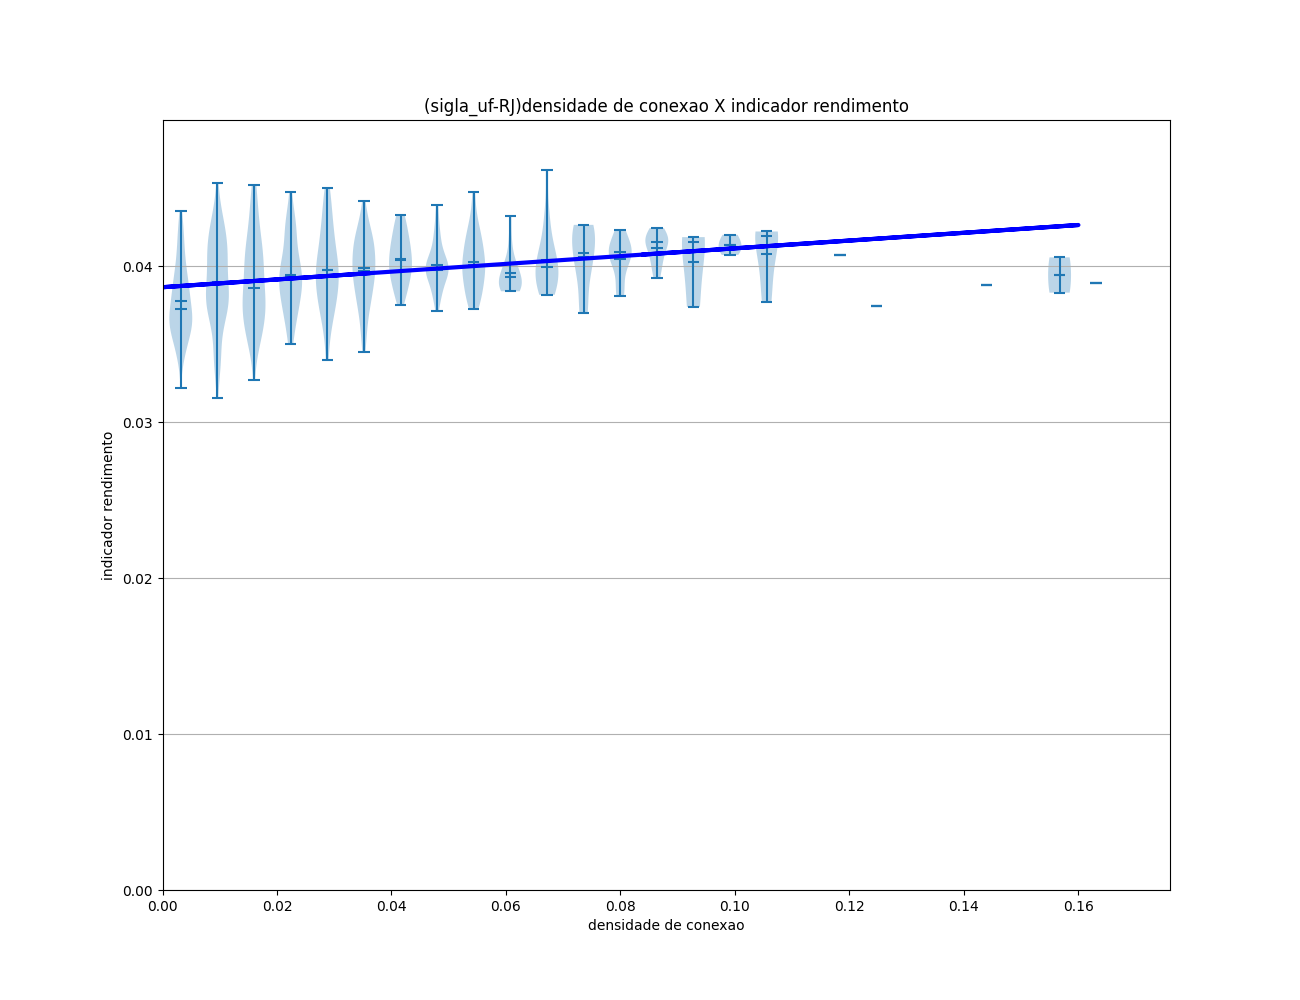 (sigla_uf-RJ)densidade de conexao X indicador rendimento
indicador rendimento
0.04
0.03
0.02
0.01
0.00
0.00 0.02 0.04 0.06 0.08 0.10 0.12 0.14 0.16
densidade de conexao